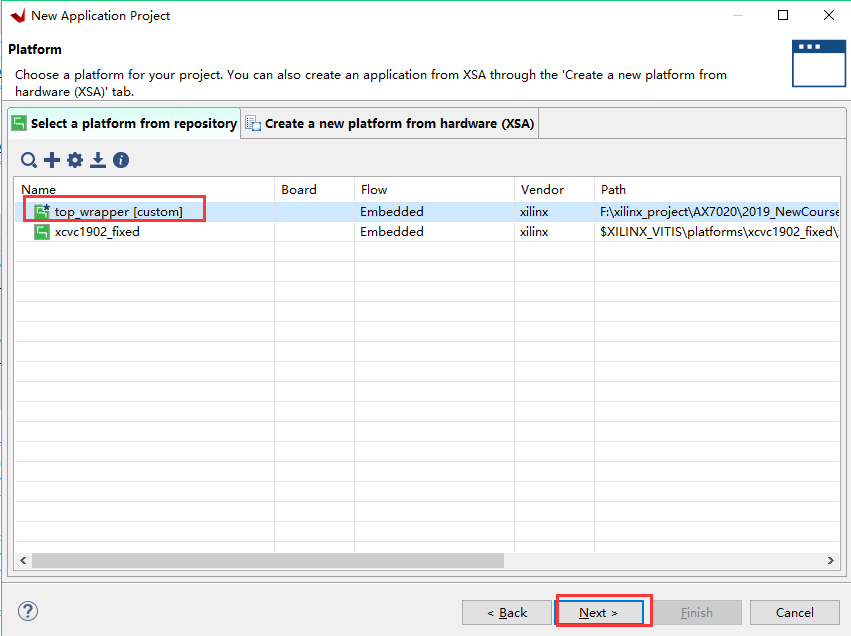 New Application Project
Platform
Choose a platform for your project. You can also create an application from XSA through the 'Create a new platform from
hardware (XSA)' tab.
Select a platform from repository Create a new platform from hardware (XSA)
Name Board Flow Vendor Path
top_wrapper [custom] Embedded xilinx F:\xilinx_project\AX7020\2019_NewCourse
xcvc1902_fixed Embedded xilinx $XILINX_VITIS\platforms\xcvc1902_fixed\
< Back Next > Finish Cancel